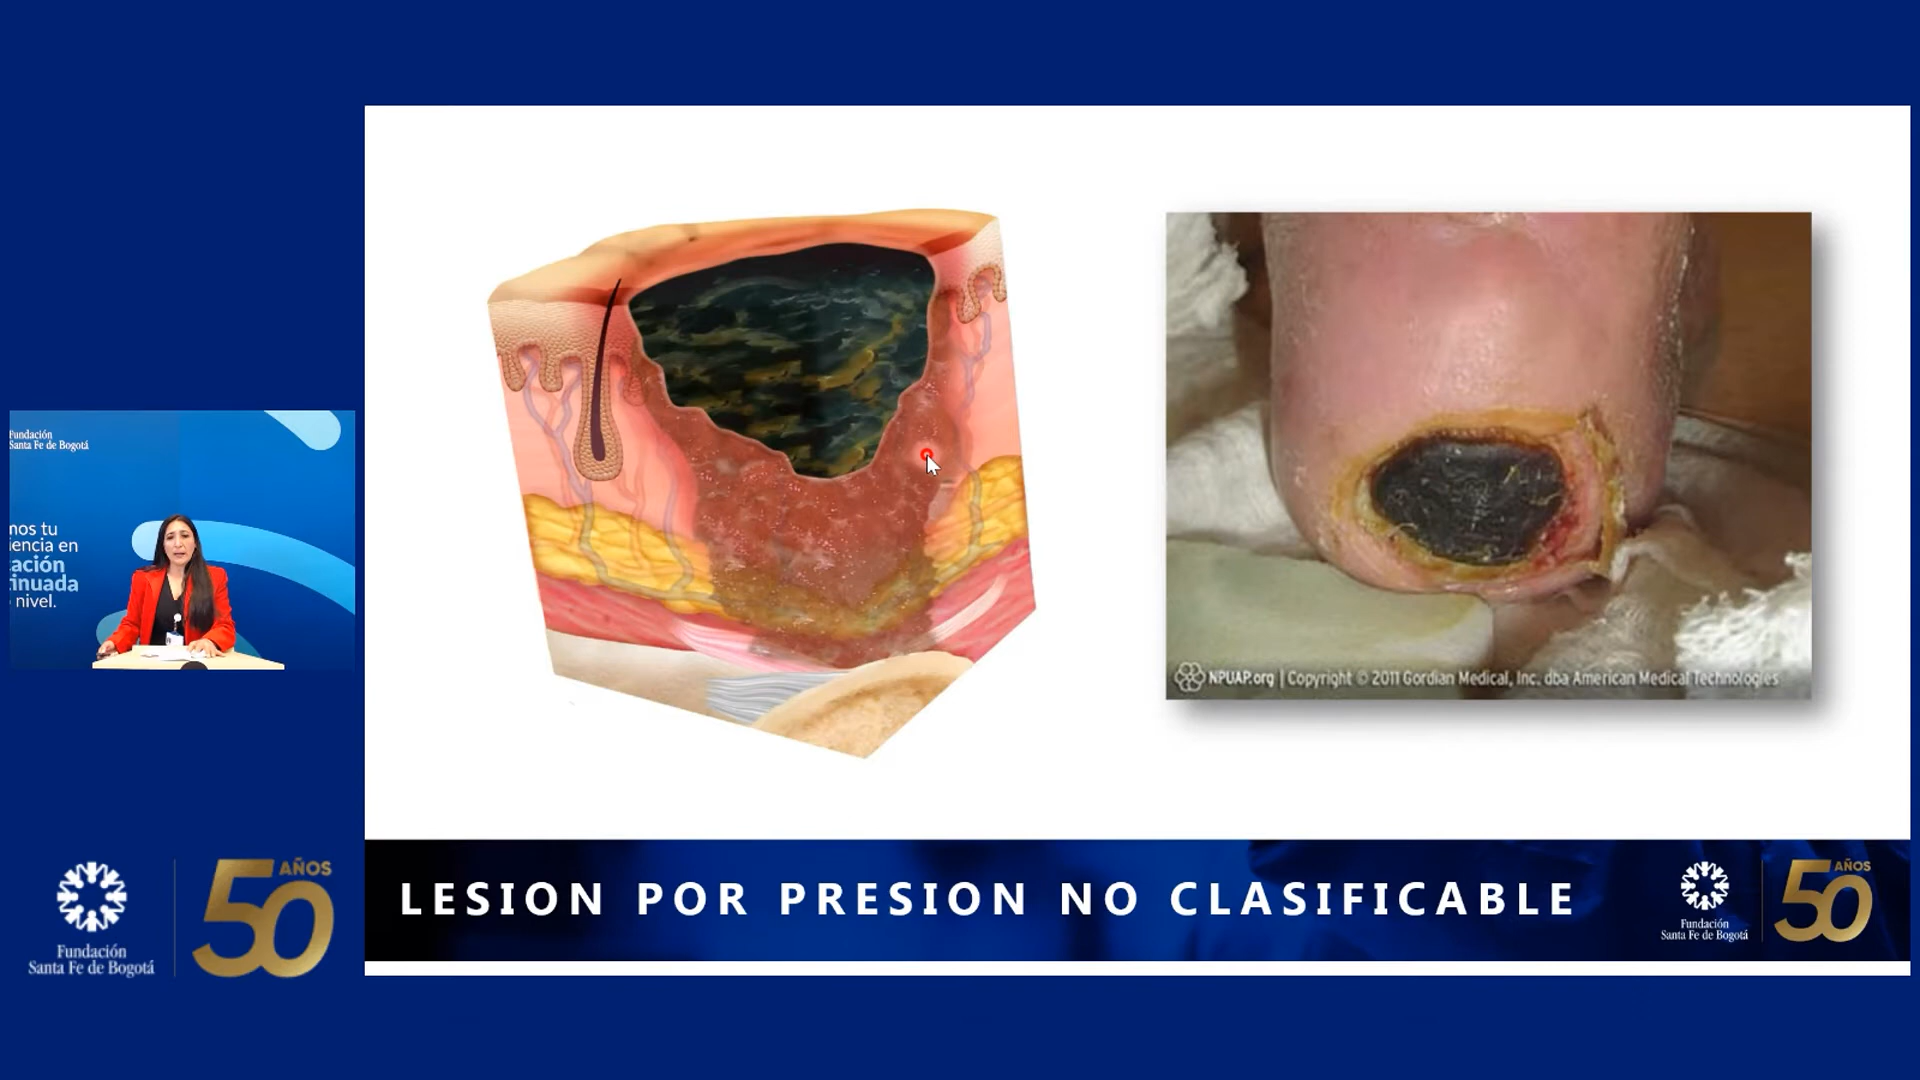 Fundación
Santa Fe de Bogotá
mos tu
iencia en
ación
tinuada
nivel.
NPUAP.org | Copyright © 2011 Gordian Medical, Inc. dba American Medical Technologies
LESION POR PRESION NO CLASIFICABLE
Fundación
Santa Fe de Bogotá
50 AÑOS
Fundación
Santa Fe de Bogotá
50 AÑOS